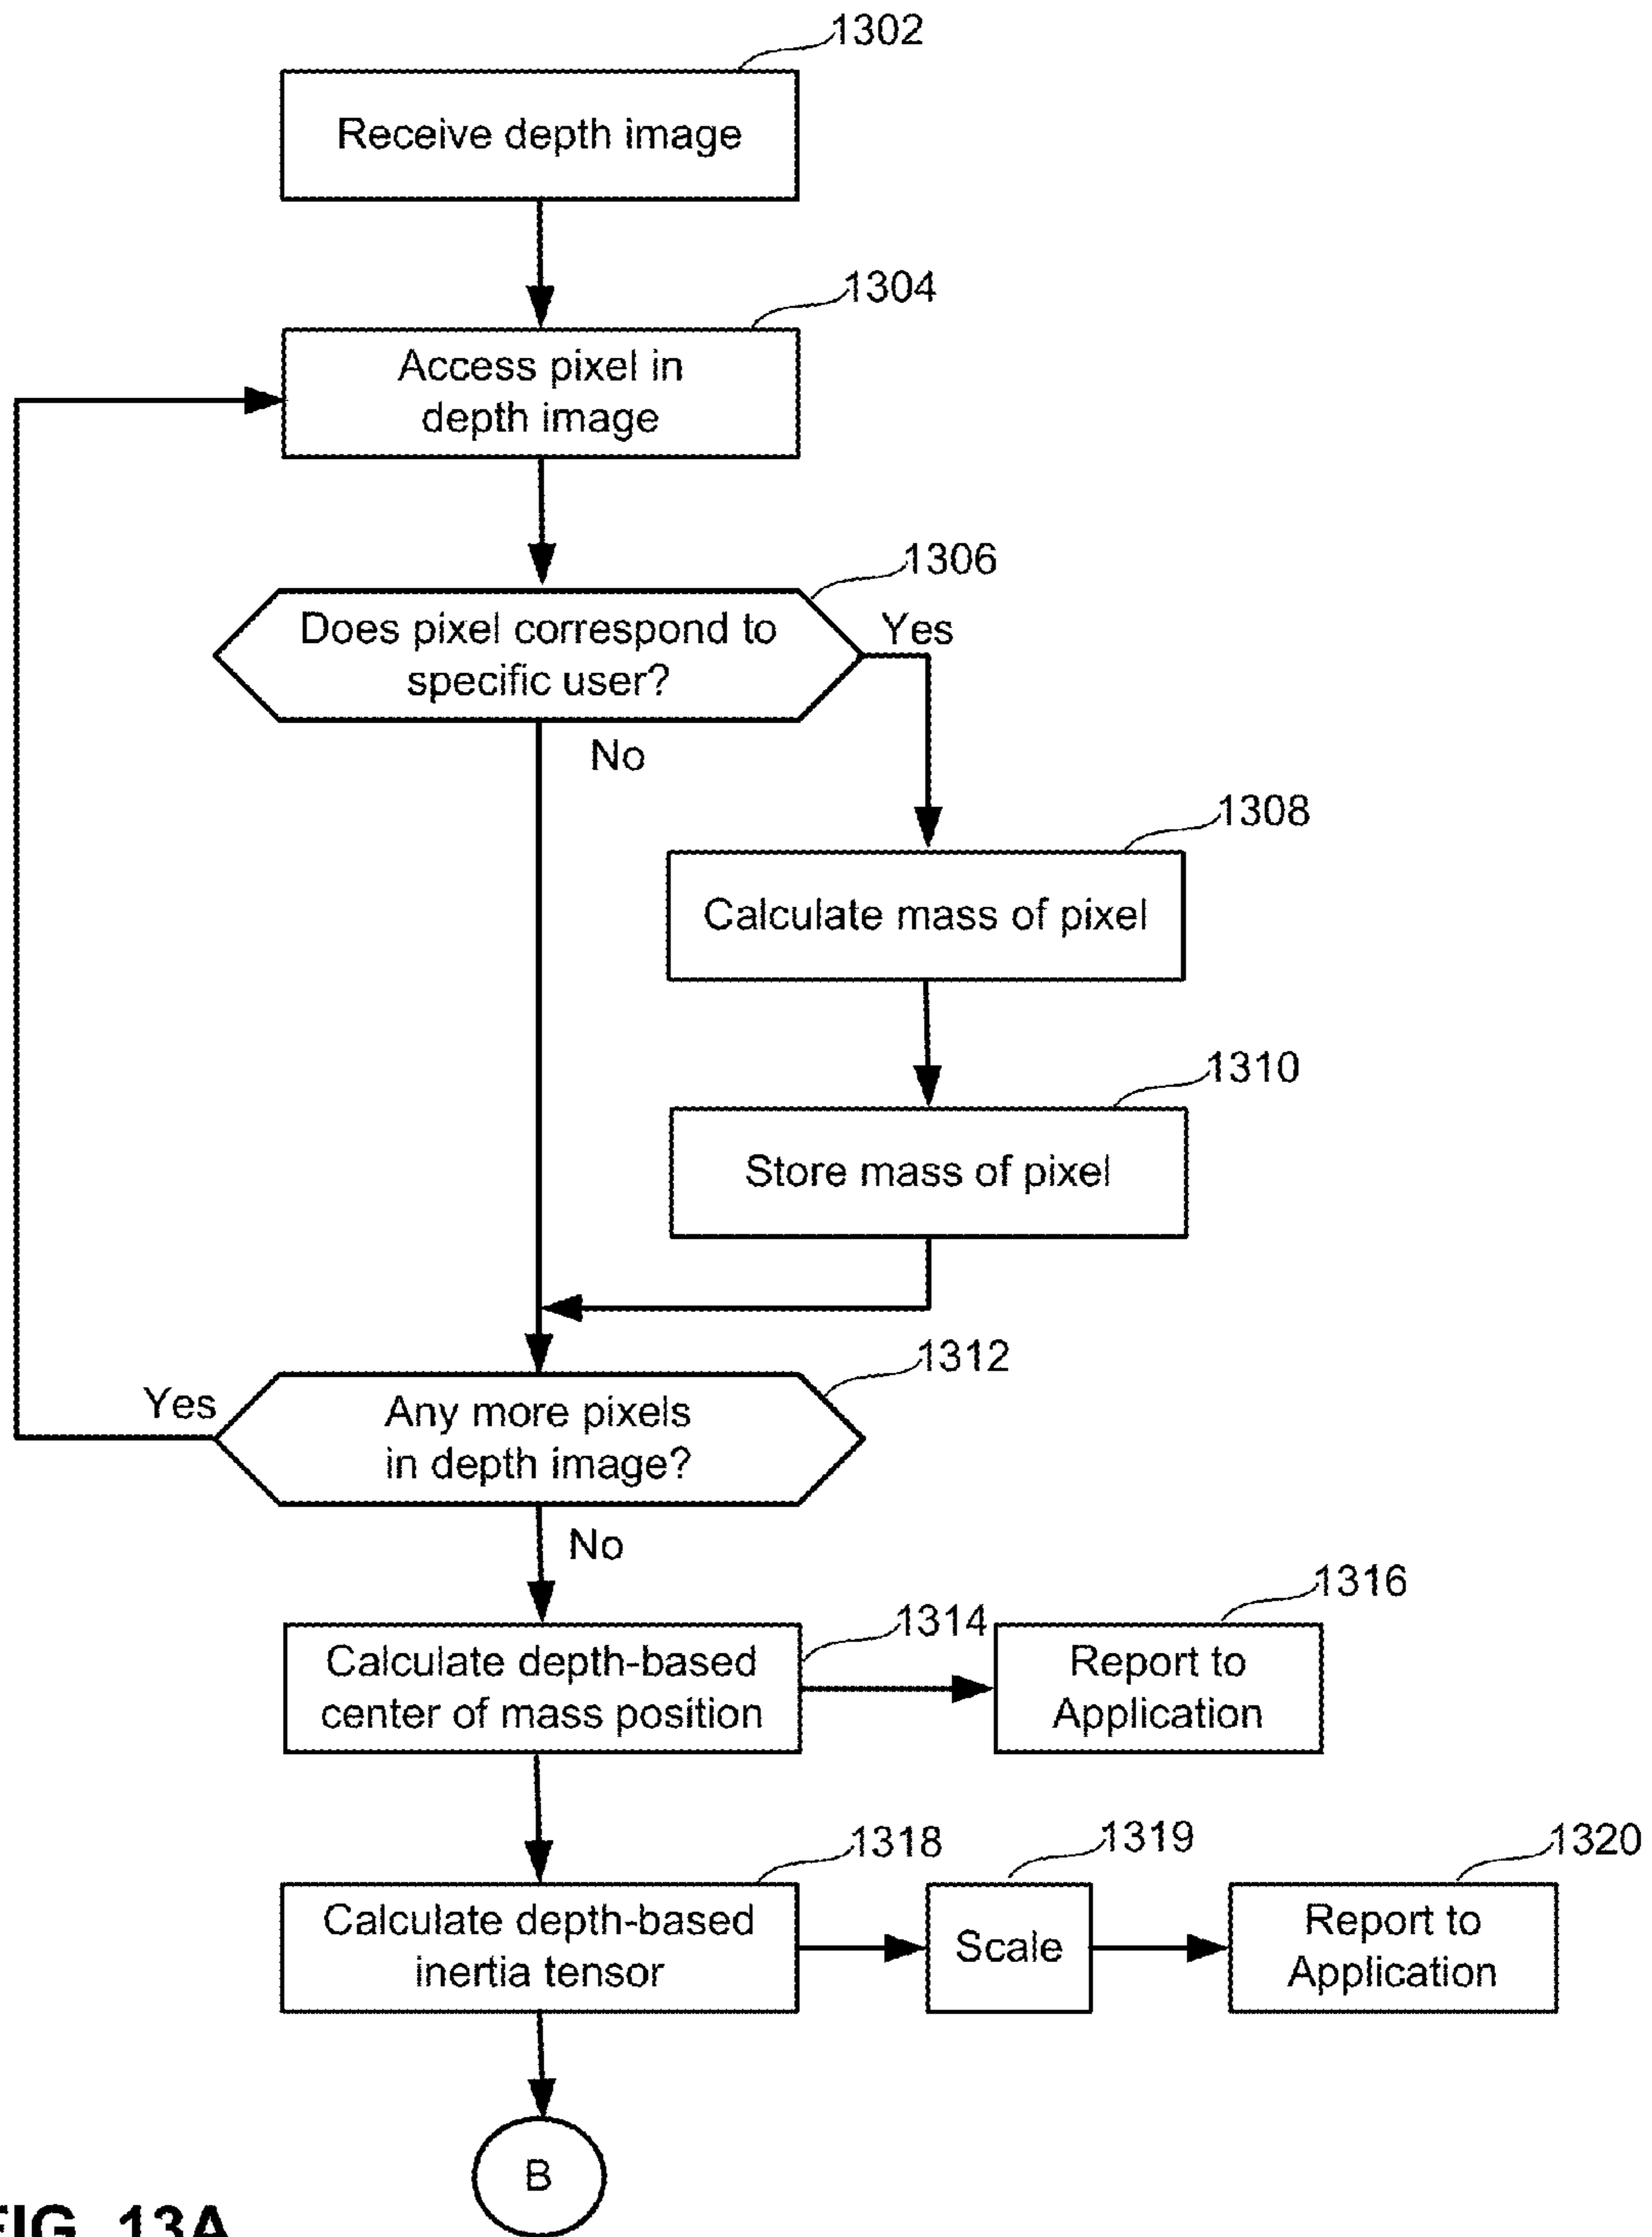 1302
Receive depth image
1304
Access pixel in
depth image
1306
Does pixel correspond to
specific user?
Yes
No
1308
Calculate mass of pixel
1310
Store mass of pixel
1312
Yes
Any more pixels
in depth image?
No
1314
Calculate depth-based
center of mass position
1316
Report to
Application
1318
Calculate depth-based
inertia tensor
1319
Scale
1320
Report to
Application
B
FIG. 13A